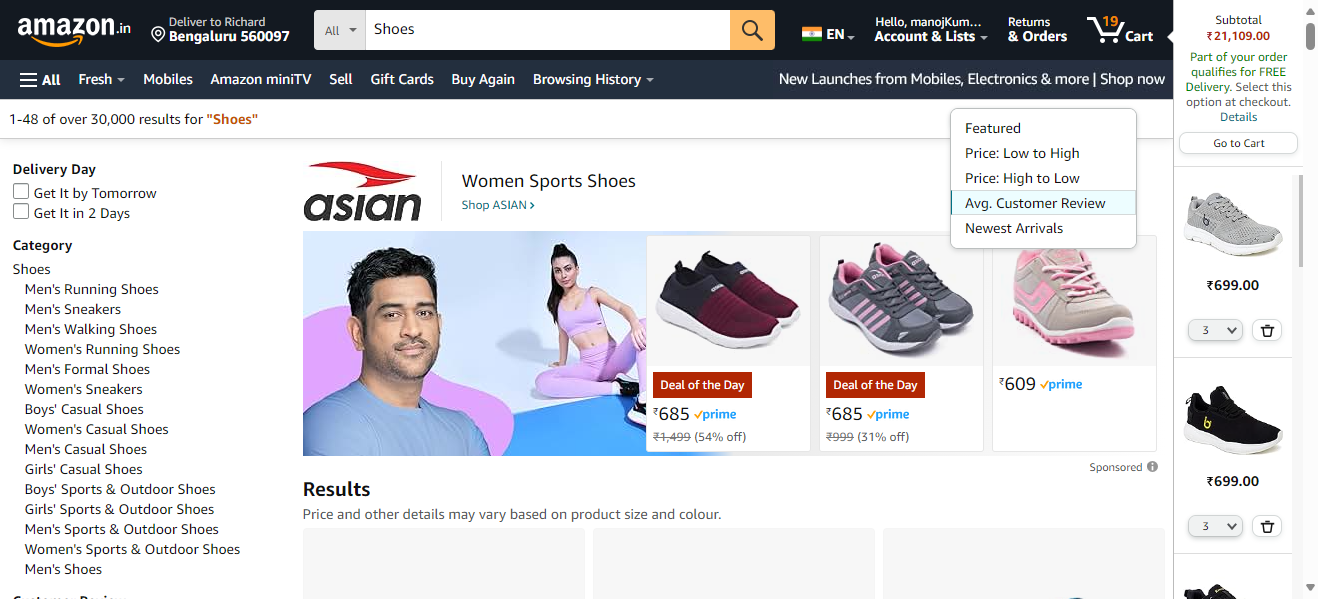 amazon.in
Deliver to Richard
Bengaluru 560097
All
Shoes
EN
Hello, manojKum...
Account & Lists
Returns
& Orders
19
Cart
All
Fresh
Mobiles
Amazon miniTV
Sell
Gift Cards
Buy Again
Browsing History
New Launches from Mobiles, Electronics & more | Shop now
1-48 of over 30,000 results for "Shoes"
Featured
Price: Low to High
Price: High to Low
Avg. Customer Review
Newest Arrivals
Delivery Day
Get It by Tomorrow
Get It in 2 Days
Category
Shoes
Men's Running Shoes
Men's Sneakers
Men's Walking Shoes
Women's Running Shoes
Men's Formal Shoes
Women's Sneakers
Boys' Casual Shoes
Women's Casual Shoes
Men's Casual Shoes
Girls' Casual Shoes
Boys' Sports & Outdoor Shoes
Girls' Sports & Outdoor Shoes
Men's Sports & Outdoor Shoes
Women's Sports & Outdoor Shoes
Men's Shoes
asian
Women Sports Shoes
Shop ASIAN ›
Deal of the Day
₹685 prime
₹1,499 (54% off)
Deal of the Day
₹685 prime
₹999 (31% off)
₹609 prime
Sponsored
Results
Price and other details may vary based on product size and colour.
Subtotal
₹21,109.00
Part of your order
qualifies for FREE
Delivery. Select this
option at checkout.
Details
Go to Cart
₹699.00
3
₹699.00
3